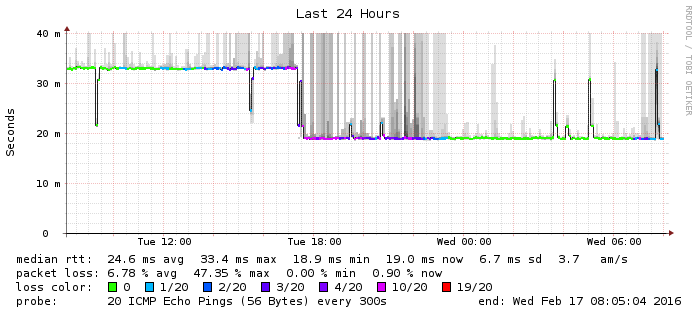 Last 24 Hours
RRDTOOL / TOBI OETIKER
Seconds
40 m
30 m
20 m
10 m
0
Tue 12:00 Tue 18:00 Wed 00:00 Wed 06:00
median rtt: 24.6 ms avg 33.4 ms max 18.9 ms min 19.0 ms now 6.7 ms sd 3.7 am/s
packet loss: 6.78 % avg 47.35 % max 0.00 % min 0.90 % now
loss color: 0 1/20 2/20 3/20 4/20 10/20 19/20
probe: 20 ICMP Echo Pings (56 Bytes) every 300s end: Wed Feb 17 08:05:04 2016